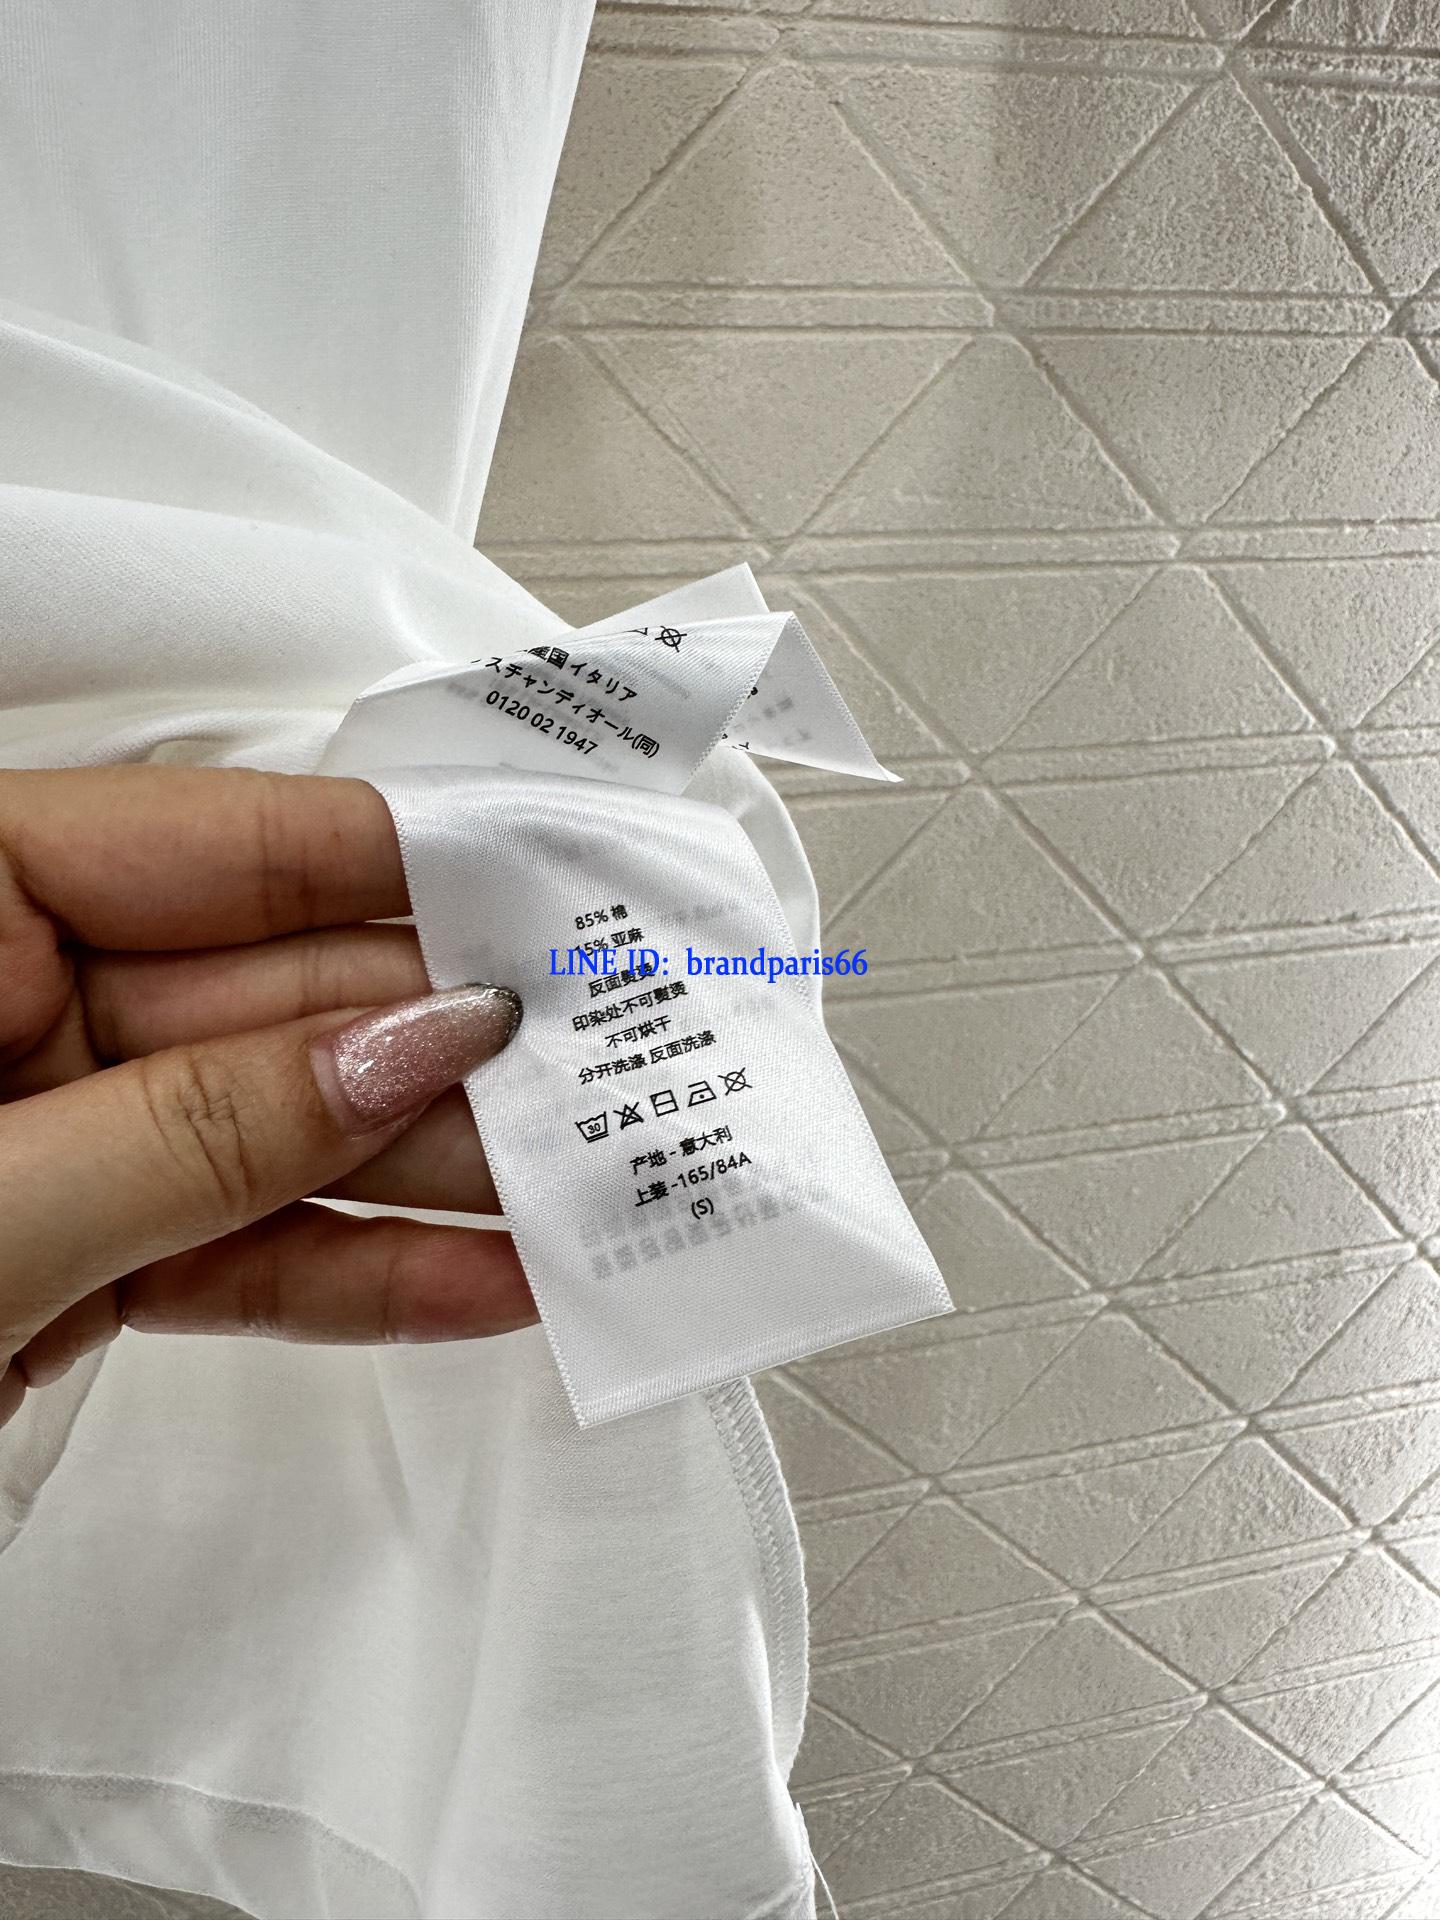 産国 イタリア
スチャンディオール(同)
0120 02 1947
85% 棉
15% 亚麻
LINE ID: brandparis66
反面熨烫
印染处不可熨烫
不可烘干
分开洗涤 反面洗涤
30
产地 - 意大利
上装 -165/84A
(S)